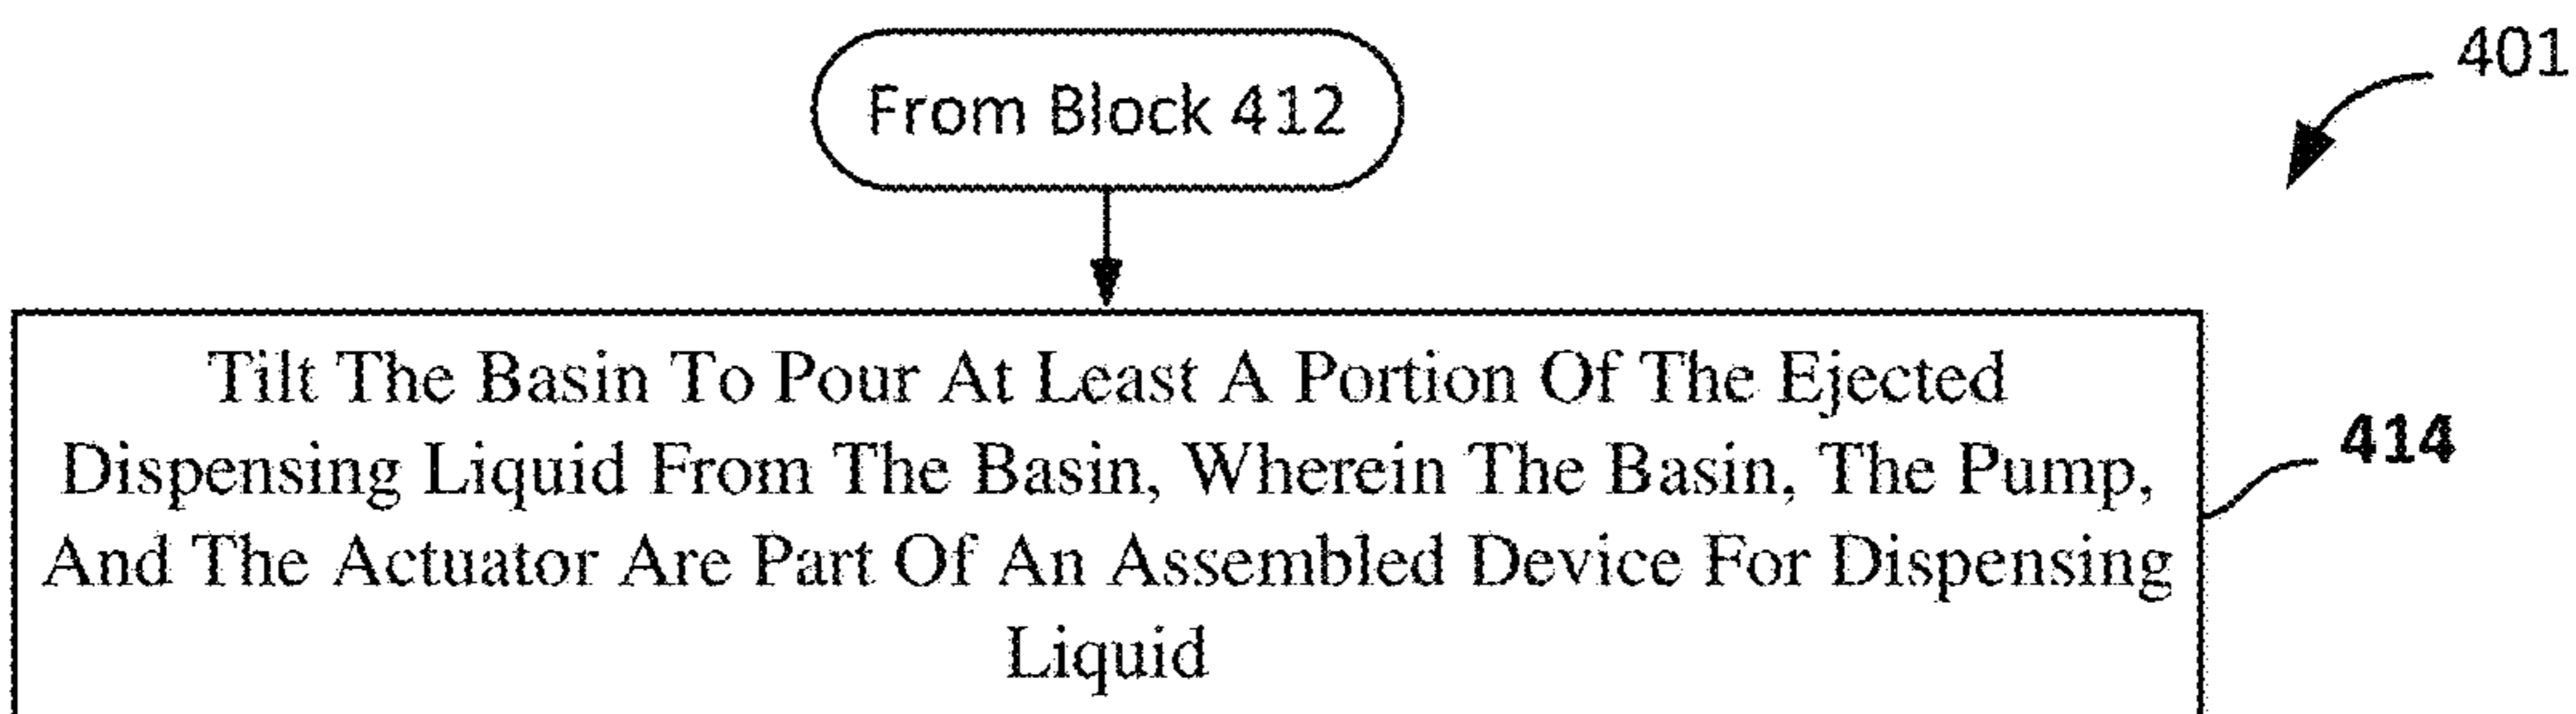 401
From Block 412
Tilt The Basin To Pour At Least A Portion Of The Ejected
Dispensing Liquid From The Basin, Wherein The Basin, The Pump,
And The Actuator Are Part Of An Assembled Device For Dispensing
Liquid
414